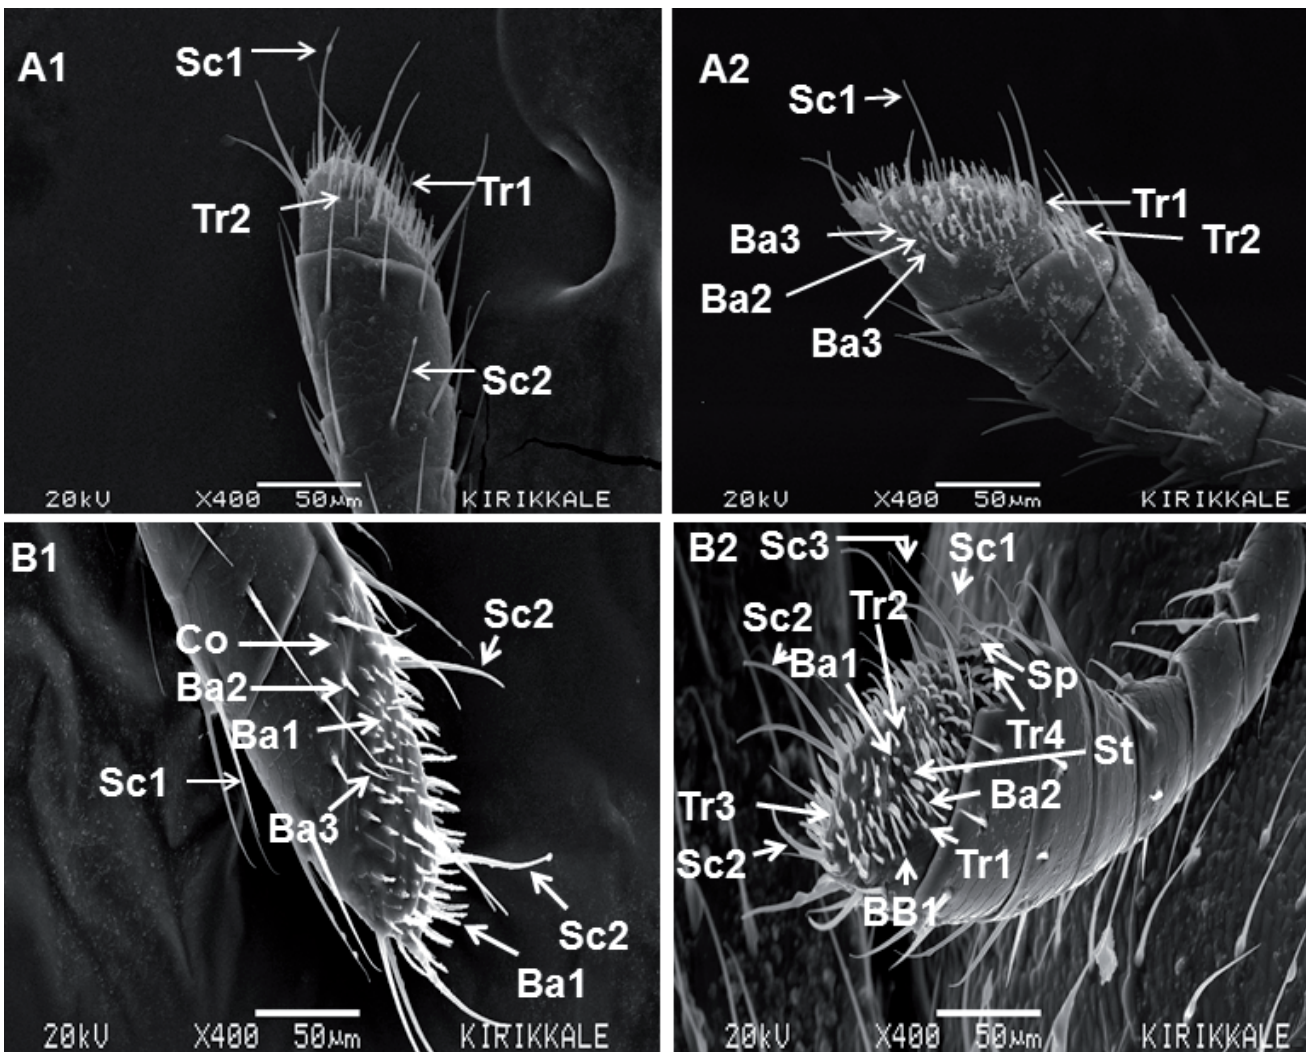 A1
Sc1
Tr1
Tr2
Sc2
20kV X400 50µm KIRIKKALE
A2
Sc1
Tr1
Ba3
Tr2
Ba2
Ba3
20kV X400 50µm KIRIKKALE
B1
Sc2
Co
Ba2
Ba1
Sc1
Ba3
Sc2
Ba1
20kV X400 50µm KIRIKKALE
B2
Sc3
Sc1
Tr2
Sc2
Ba1
Sp
Tr4
St
Ba2
Tr3
Tr1
Sc2
BB1
20kV X400 50µm KIRIKKALE